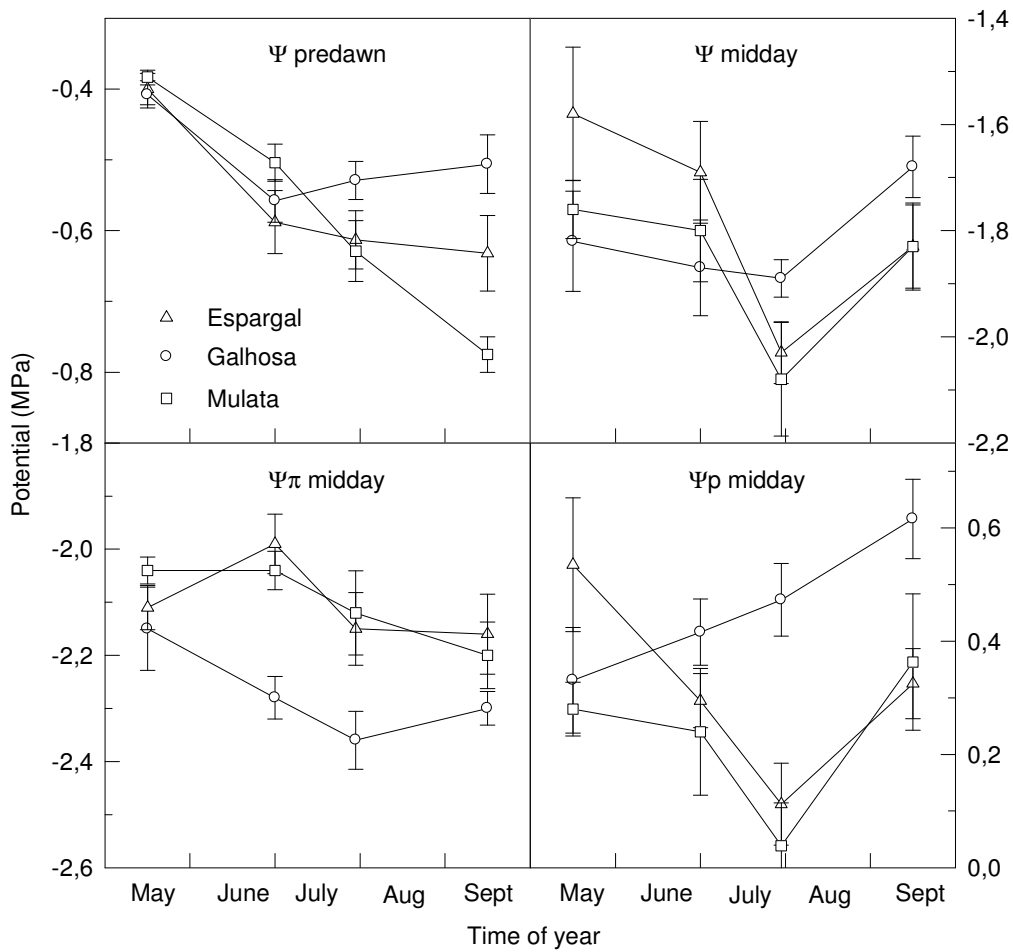 Ψ predawn
Ψ midday
-0,4
-0,6
-0,8
-1,8
-1,4
-1,6
-1,8
-2,0
-2,2
Espargal
Galhosa
Mulata
Potential (MPa)
Ψπ midday
Ψp midday
-2,0
-2,2
-2,4
-2,6
0,6
0,4
0,2
0,0
May June July Aug Sept May June July Aug Sept
Time of year